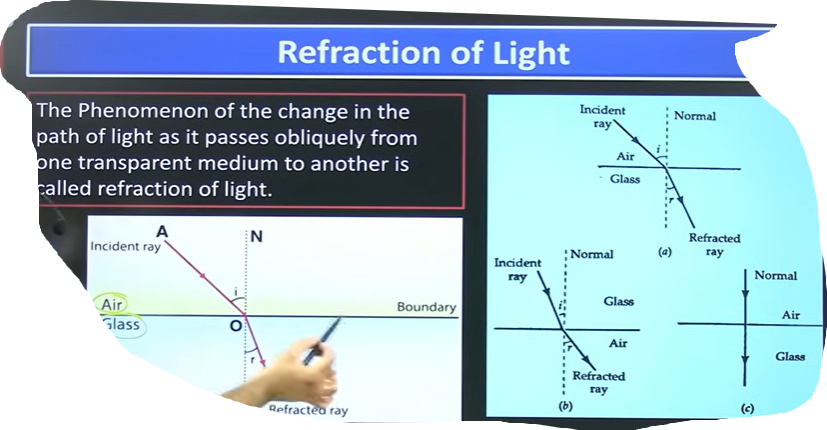 Refraction of Light
The Phenomenon of the change in the
path of light as it passes obliquely from
one transparent medium to another is
called refraction of light.
A
N
Incident ray
i
Air
Boundary
Glass
O
r
Refracted ray
Incident
ray
Normal
i
Air
Glass
r
Refracted
ray
(a)
Incident
ray
Normal
i
Glass
Air
r
Refracted
ray
(b)
Normal
Air
Glass
(c)